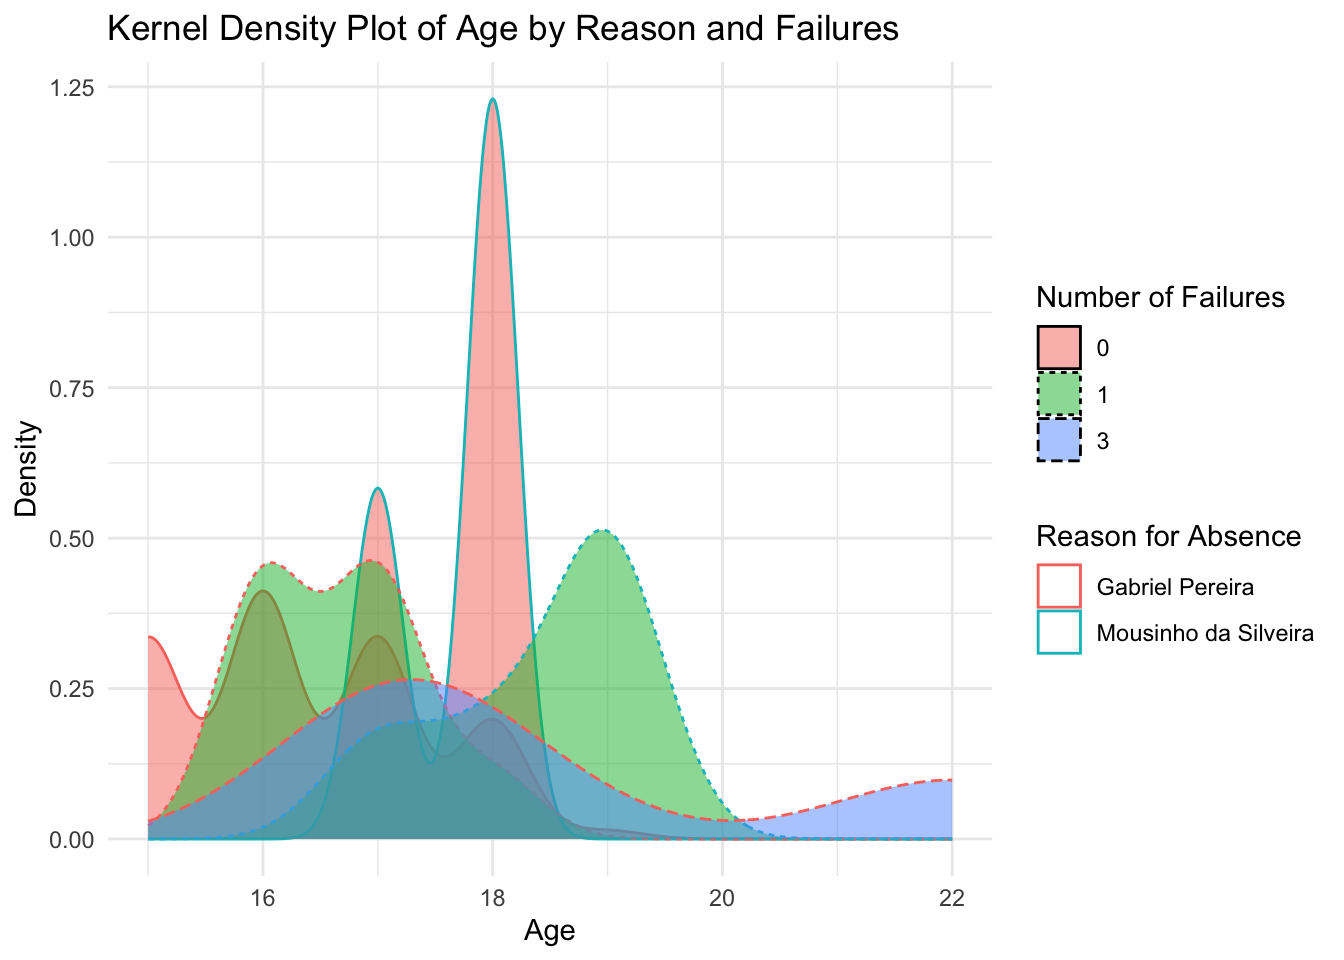 Kernel Density Plot of Age by Reason and Failures
1.25
1.00
0.75
0.50
0.25
0.00
Density
16
18
20
22
Age
Number of Failures
0
1
3
Reason for Absence
Gabriel Pereira
Mousinho da Silveira